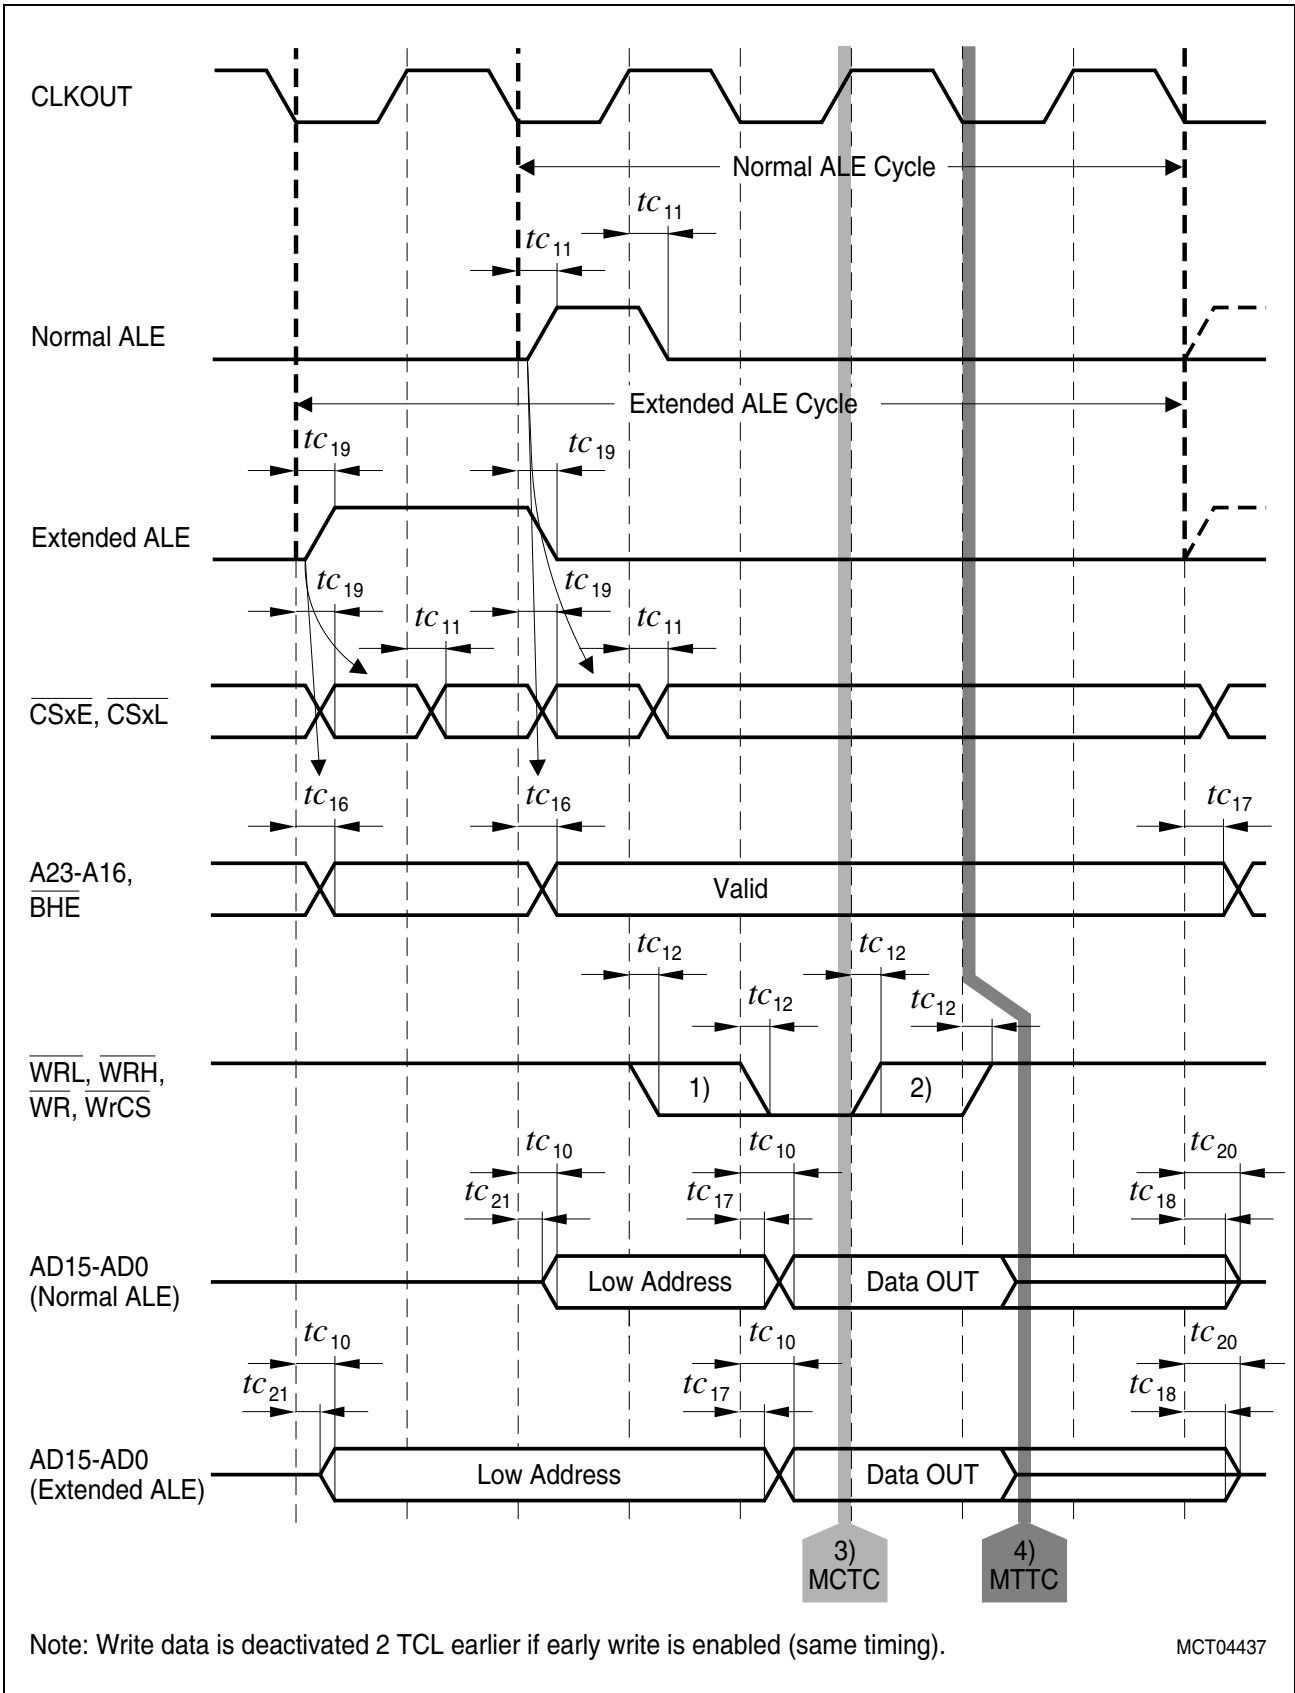 CLKOUT
Normal ALE Cycle
tc11
tc11
Normal ALE
Extended ALE Cycle
tc19
tc19
Extended ALE
tc19
tc19
tc11
tc11
CSxE, CSxL
tc16
tc16
tc17
A23-A16,
BHE
Valid
tc12
tc12
tc12
tc12
WRL, WRH,
WR, WrCS
1)
2)
tc10
tc10
tc20
tc21
tc17
tc18
AD15-AD0
(Normal ALE)
Low Address
Data OUT
tc10
tc10
tc20
tc21
tc17
tc18
AD15-AD0
(Extended ALE)
Low Address
Data OUT
3)
MCTC
4)
MTTC
Note: Write data is deactivated 2 TCL earlier if early write is enabled (same timing).
MCT04437